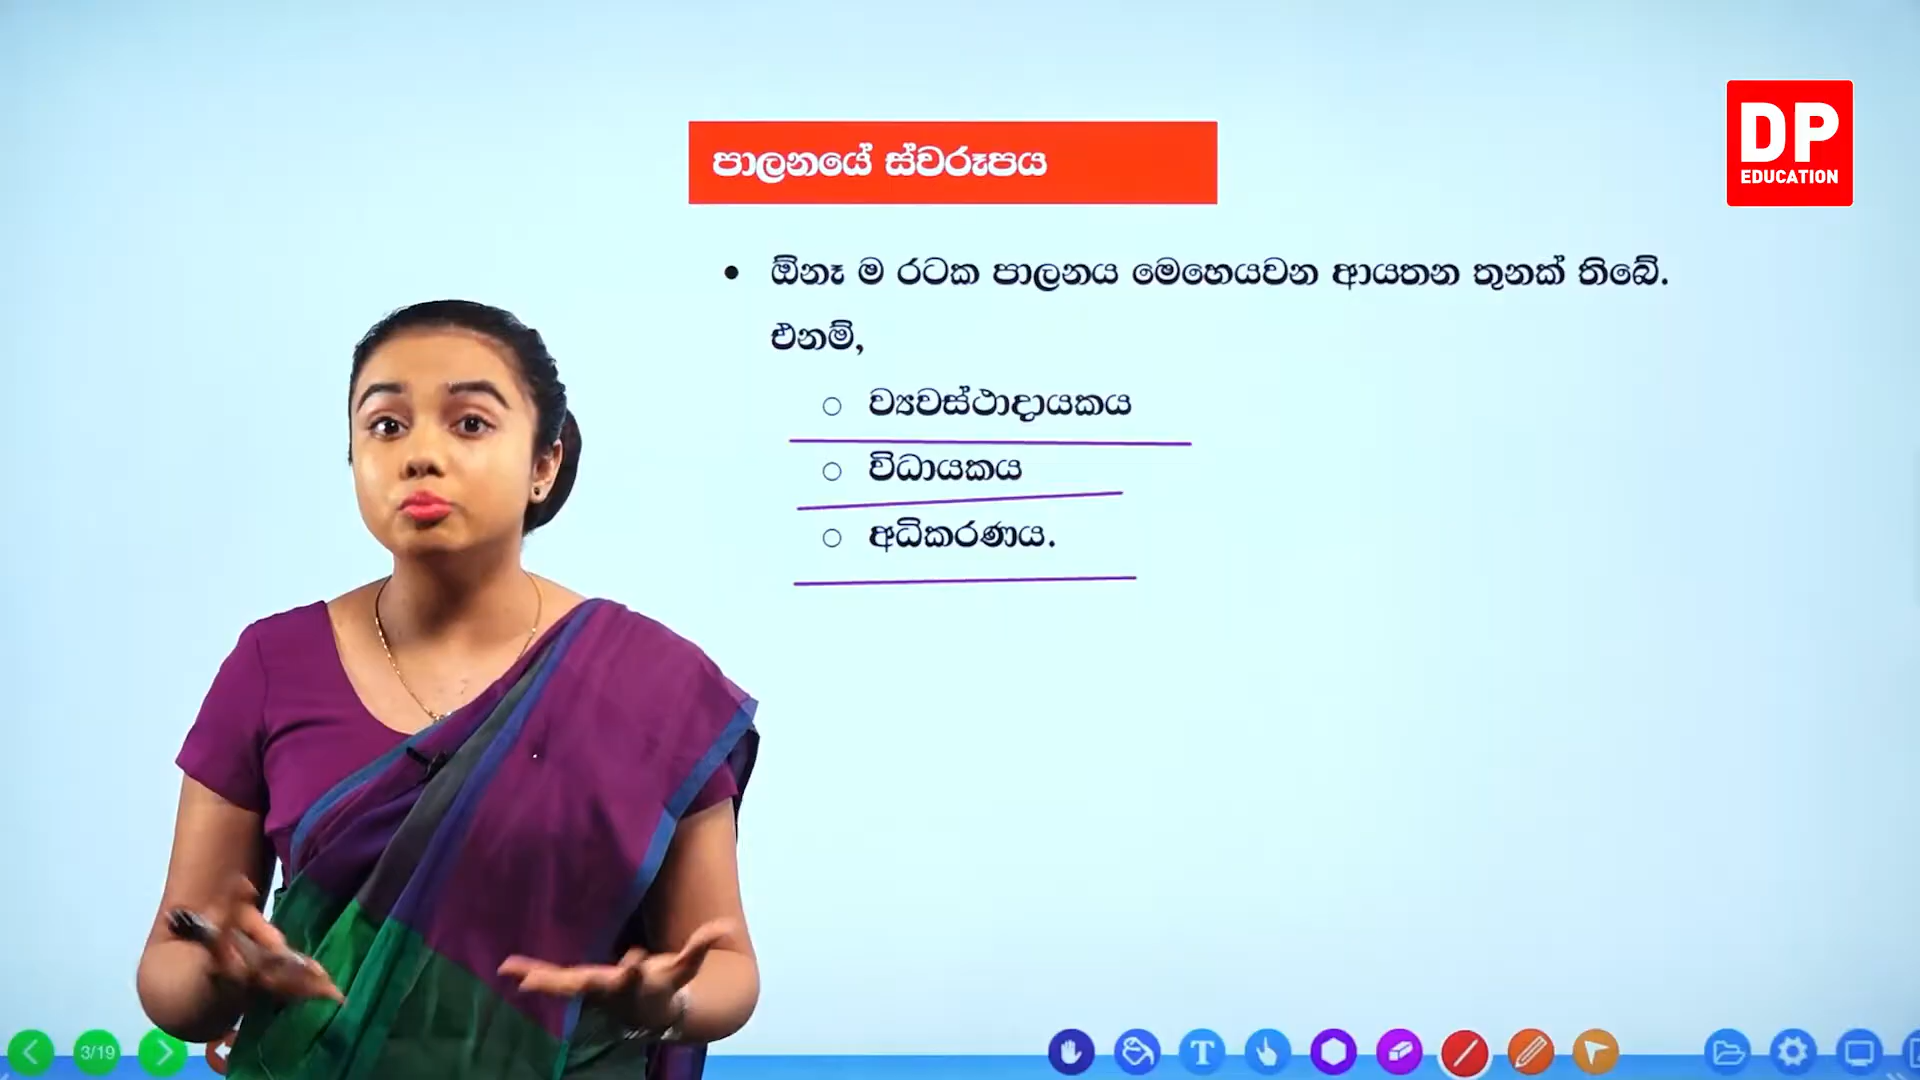 DP
EDUCATION
පාලනයේ ස්වරූපය
• ඕනෑ ම රටක පාලනය මෙහෙයවන ආයතන තුනක් තිබේ.
එනම්,
○ ව්‍යවස්ථාදායකය
○ විධායකය
○ අධිකරණය.
3/19
T